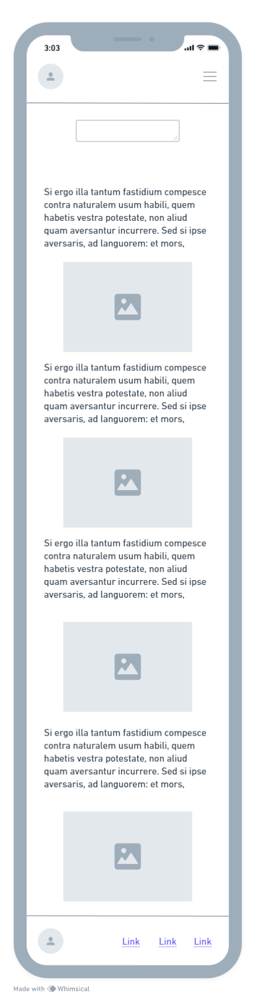 3:03
Si ergo illa tantum fastidium compesce
contra naturalem usum habili, quem
habetis vestra potestate, non aliud
quam aversantur incurrere. Sed si ipse
aversaris, ad languorem: et mors,
Si ergo illa tantum fastidium compesce
contra naturalem usum habili, quem
habetis vestra potestate, non aliud
quam aversantur incurrere. Sed si ipse
aversaris, ad languorem: et mors,
Si ergo illa tantum fastidium compesce
contra naturalem usum habili, quem
habetis vestra potestate, non aliud
quam aversantur incurrere. Sed si ipse
aversaris, ad languorem: et mors,
Si ergo illa tantum fastidium compesce
contra naturalem usum habili, quem
habetis vestra potestate, non aliud
quam aversantur incurrere. Sed si ipse
aversaris, ad languorem: et mors,
Link Link Link
Made with Whimsical